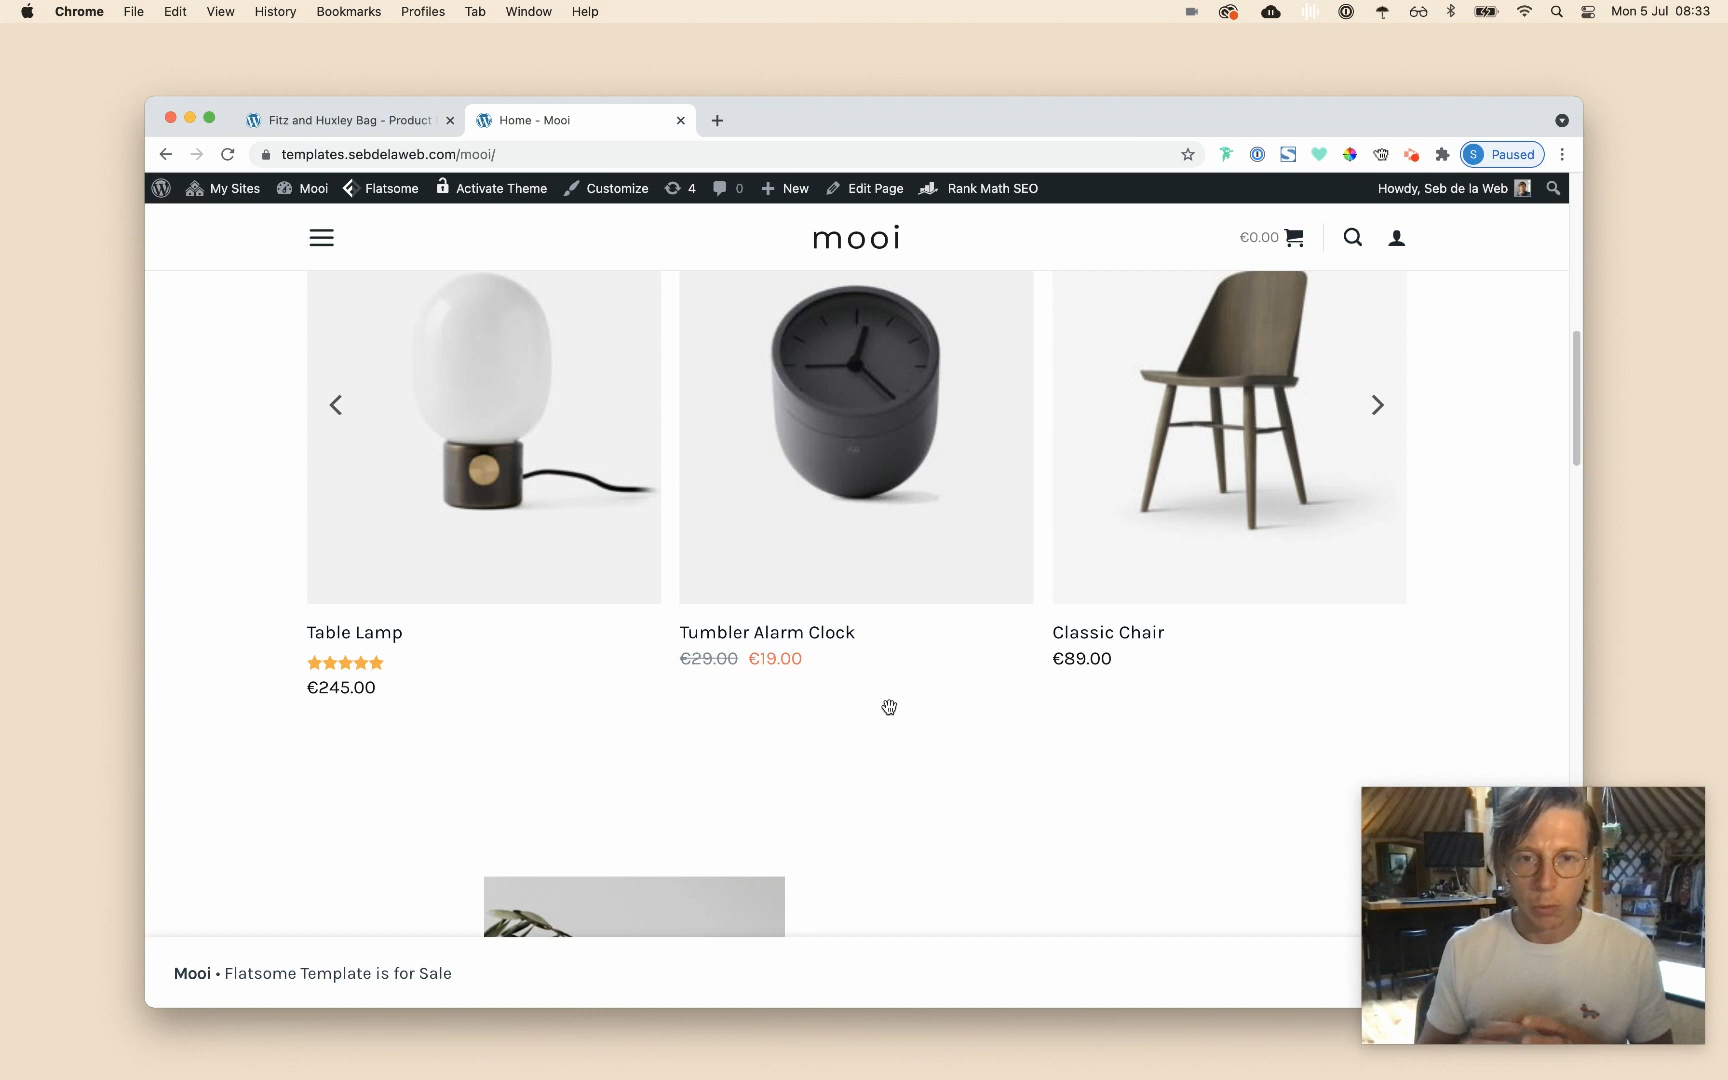 Chrome File Edit View History Bookmarks Profiles Tab Window Help Mon 5 Jul 08:33
Fitz and Huxley Bag - Product Home - Mooi
templates.sebdelaweb.com/mooi/ S Paused
My Sites Mooi Flatsome Activate Theme Customize 4 0 New Edit Page Rank Math SEO Howdy, Seb de la Web
mooi €0.00
Table Lamp Tumbler Alarm Clock Classic Chair
€29.00 €19.00 €89.00
€245.00
Mooi • Flatsome Template is for Sale